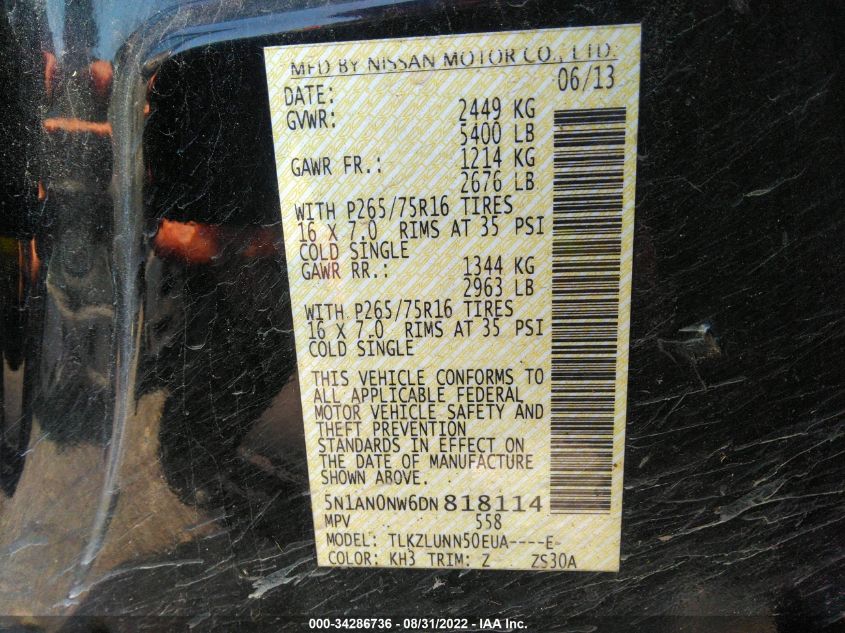 MFD BY NISSAN MOTOR CO., LTD.
DATE: 06/13
GVWR: 2449 KG
5400 LB
GAWR FR.: 1214 KG
2676 LB
WITH P265/75R16 TIRES
16 X 7.0 RIMS AT 35 PSI
COLD SINGLE
GAWR RR.: 1344 KG
2963 LB
WITH P265/75R16 TIRES
16 X 7.0 RIMS AT 35 PSI
COLD SINGLE
THIS VEHICLE CONFORMS TO
ALL APPLICABLE FEDERAL
MOTOR VEHICLE SAFETY AND
THEFT PREVENTION
STANDARDS IN EFFECT ON
THE DATE OF MANUFACTURE
SHOWN ABOVE.
5N1AN0NW6DN818114
MPV 558
MODEL: TLKZLUNN50EUA----E-
COLOR: KH3 TRIM: Z ZS30A
000-34286736 - 08/31/2022 - IAA Inc.